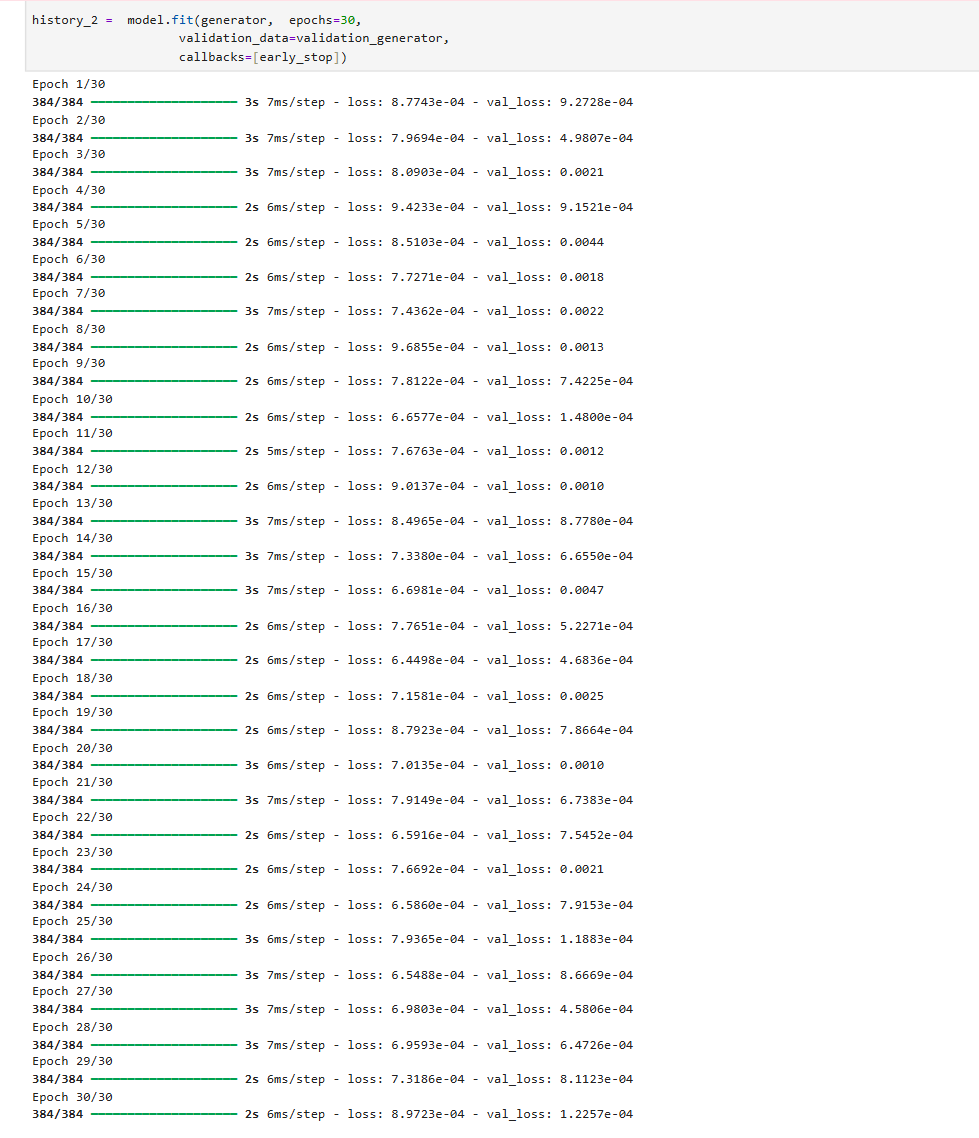 history_2 =  model.fit(generator,  epochs=30,
                    validation_data=validation_generator,
                    callbacks=[early_stop])
Epoch 1/30
384/384 ━━━━━━━━━━━━━━━━━━━━ 3s 7ms/step - loss: 8.7743e-04 - val_loss: 9.2728e-04
Epoch 2/30
384/384 ━━━━━━━━━━━━━━━━━━━━ 3s 7ms/step - loss: 7.9694e-04 - val_loss: 4.9807e-04
Epoch 3/30
384/384 ━━━━━━━━━━━━━━━━━━━━ 3s 7ms/step - loss: 8.0903e-04 - val_loss: 0.0021
Epoch 4/30
384/384 ━━━━━━━━━━━━━━━━━━━━ 2s 6ms/step - loss: 9.4233e-04 - val_loss: 9.1521e-04
Epoch 5/30
384/384 ━━━━━━━━━━━━━━━━━━━━ 2s 6ms/step - loss: 8.5103e-04 - val_loss: 0.0044
Epoch 6/30
384/384 ━━━━━━━━━━━━━━━━━━━━ 2s 6ms/step - loss: 7.7271e-04 - val_loss: 0.0018
Epoch 7/30
384/384 ━━━━━━━━━━━━━━━━━━━━ 3s 7ms/step - loss: 7.4362e-04 - val_loss: 0.0022
Epoch 8/30
384/384 ━━━━━━━━━━━━━━━━━━━━ 2s 6ms/step - loss: 9.6855e-04 - val_loss: 0.0013
Epoch 9/30
384/384 ━━━━━━━━━━━━━━━━━━━━ 2s 6ms/step - loss: 7.8122e-04 - val_loss: 7.4225e-04
Epoch 10/30
384/384 ━━━━━━━━━━━━━━━━━━━━ 2s 6ms/step - loss: 6.6577e-04 - val_loss: 1.4800e-04
Epoch 11/30
384/384 ━━━━━━━━━━━━━━━━━━━━ 2s 5ms/step - loss: 7.6763e-04 - val_loss: 0.0012
Epoch 12/30
384/384 ━━━━━━━━━━━━━━━━━━━━ 2s 6ms/step - loss: 9.0137e-04 - val_loss: 0.0010
Epoch 13/30
384/384 ━━━━━━━━━━━━━━━━━━━━ 3s 7ms/step - loss: 8.4965e-04 - val_loss: 8.7780e-04
Epoch 14/30
384/384 ━━━━━━━━━━━━━━━━━━━━ 3s 7ms/step - loss: 7.3380e-04 - val_loss: 6.6550e-04
Epoch 15/30
384/384 ━━━━━━━━━━━━━━━━━━━━ 3s 7ms/step - loss: 6.6981e-04 - val_loss: 0.0047
Epoch 16/30
384/384 ━━━━━━━━━━━━━━━━━━━━ 2s 6ms/step - loss: 7.7651e-04 - val_loss: 5.2271e-04
Epoch 17/30
384/384 ━━━━━━━━━━━━━━━━━━━━ 2s 6ms/step - loss: 6.4498e-04 - val_loss: 4.6836e-04
Epoch 18/30
384/384 ━━━━━━━━━━━━━━━━━━━━ 2s 6ms/step - loss: 7.1581e-04 - val_loss: 0.0025
Epoch 19/30
384/384 ━━━━━━━━━━━━━━━━━━━━ 2s 6ms/step - loss: 8.7923e-04 - val_loss: 7.8664e-04
Epoch 20/30
384/384 ━━━━━━━━━━━━━━━━━━━━ 3s 6ms/step - loss: 7.0135e-04 - val_loss: 0.0010
Epoch 21/30
384/384 ━━━━━━━━━━━━━━━━━━━━ 3s 7ms/step - loss: 7.9149e-04 - val_loss: 6.7383e-04
Epoch 22/30
384/384 ━━━━━━━━━━━━━━━━━━━━ 2s 6ms/step - loss: 6.5916e-04 - val_loss: 7.5452e-04
Epoch 23/30
384/384 ━━━━━━━━━━━━━━━━━━━━ 2s 6ms/step - loss: 7.6692e-04 - val_loss: 0.0021
Epoch 24/30
384/384 ━━━━━━━━━━━━━━━━━━━━ 2s 6ms/step - loss: 6.5860e-04 - val_loss: 7.9153e-04
Epoch 25/30
384/384 ━━━━━━━━━━━━━━━━━━━━ 3s 6ms/step - loss: 7.9365e-04 - val_loss: 1.1883e-04
Epoch 26/30
384/384 ━━━━━━━━━━━━━━━━━━━━ 3s 7ms/step - loss: 6.5488e-04 - val_loss: 8.6669e-04
Epoch 27/30
384/384 ━━━━━━━━━━━━━━━━━━━━ 3s 7ms/step - loss: 6.9803e-04 - val_loss: 4.5806e-04
Epoch 28/30
384/384 ━━━━━━━━━━━━━━━━━━━━ 3s 7ms/step - loss: 6.9593e-04 - val_loss: 6.4726e-04
Epoch 29/30
384/384 ━━━━━━━━━━━━━━━━━━━━ 2s 6ms/step - loss: 7.3186e-04 - val_loss: 8.1123e-04
Epoch 30/30
384/384 ━━━━━━━━━━━━━━━━━━━━ 2s 6ms/step - loss: 8.9723e-04 - val_loss: 1.2257e-04